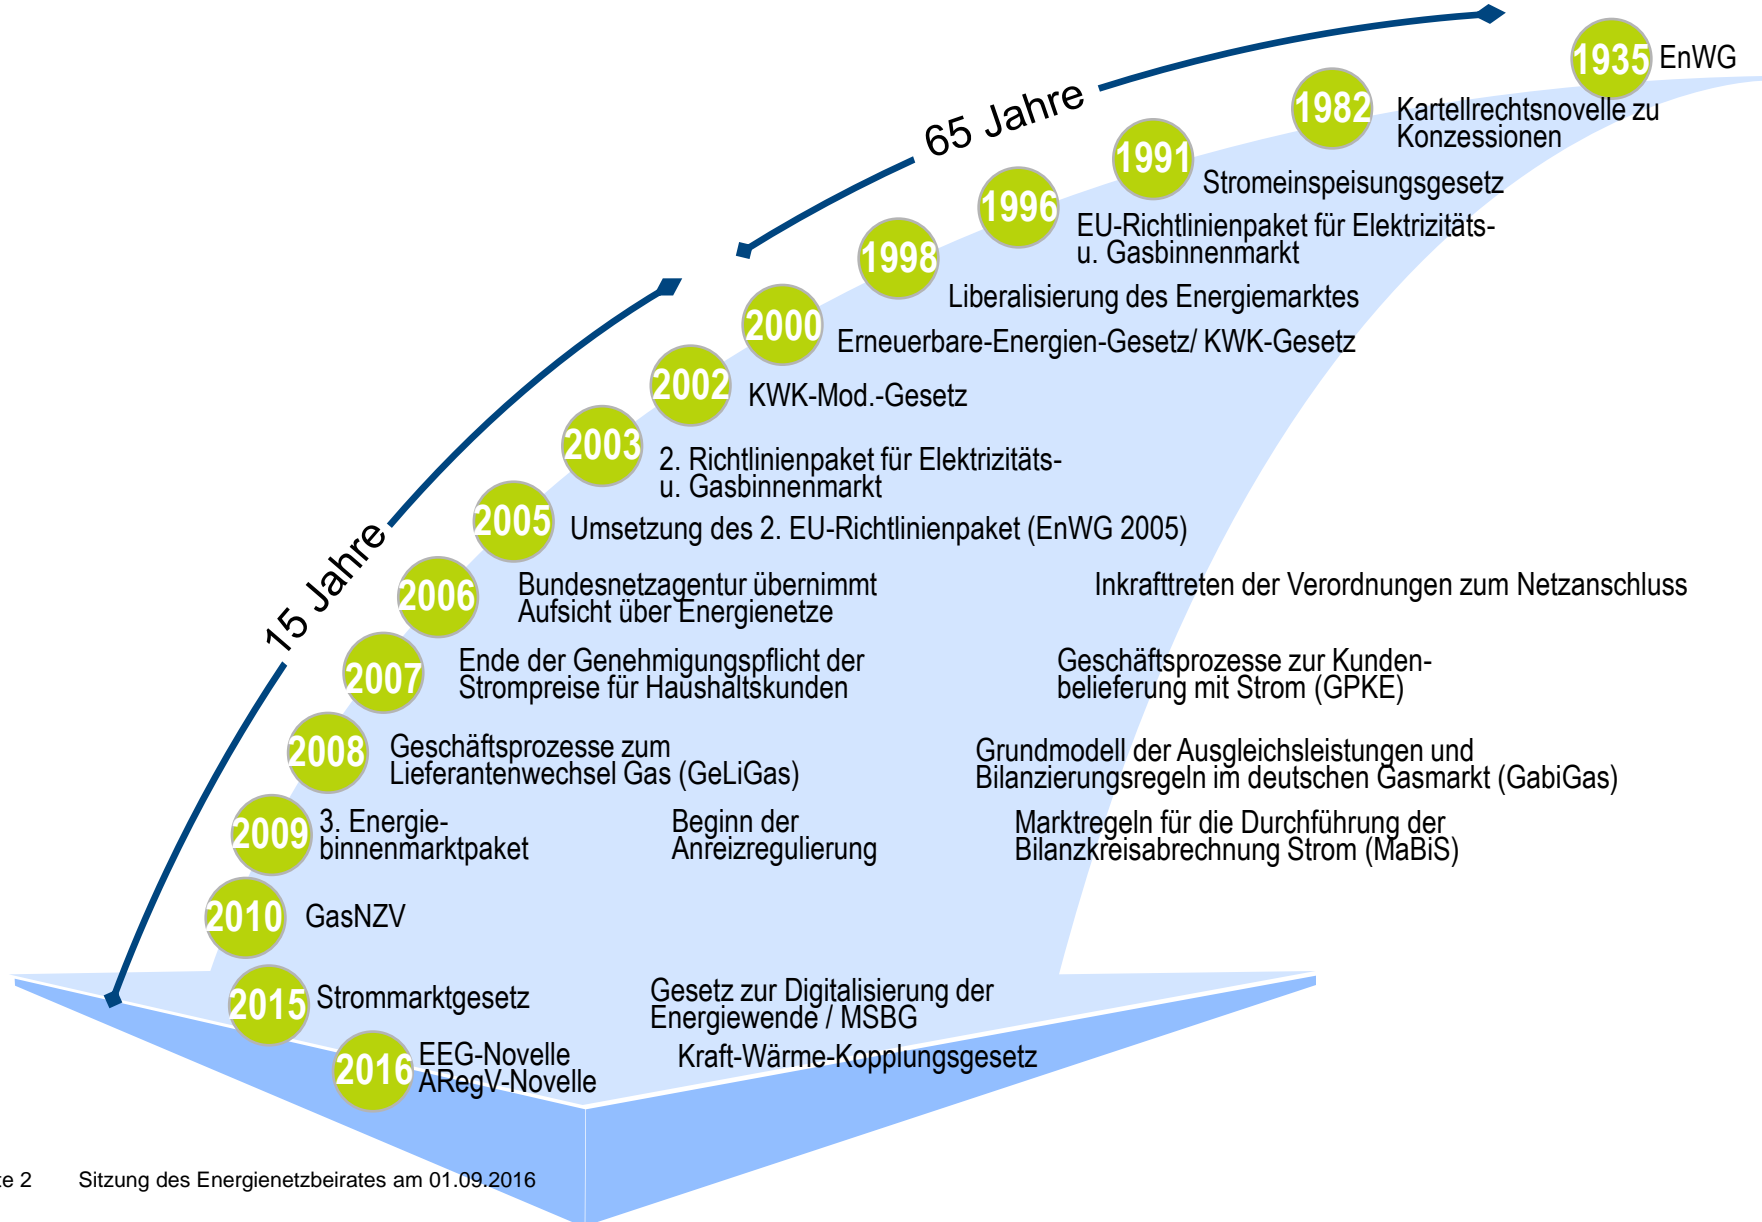 1935 EnWG
65 Jahre
1982 Kartellrechtsnovelle zu
Konzessionen
1991 Stromeinspeisungsgesetz
1996 EU-Richtlinienpaket für Elektrizitäts-
u. Gasbinnenmarkt
1998 Liberalisierung des Energiemarktes
2000 Erneuerbare-Energien-Gesetz/ KWK-Gesetz
2002 KWK-Mod.-Gesetz
2003 2. Richtlinienpaket für Elektrizitäts-
u. Gasbinnenmarkt
2005 Umsetzung des 2. EU-Richtlinienpaket (EnWG 2005)
15 Jahre
2006 Bundesnetzagentur übernimmt
Aufsicht über Energienetze
Inkrafttreten der Verordnungen zum Netzanschluss
2007 Ende der Genehmigungspflicht der
Strompreise für Haushaltskunden
Geschäftsprozesse zur Kunden-
belieferung mit Strom (GPKE)
2008 Geschäftsprozesse zum
Lieferantenwechsel Gas (GeLiGas)
Grundmodell der Ausgleichsleistungen und
Bilanzierungsregeln im deutschen Gasmarkt (GabiGas)
2009 3. Energie-
binnenmarktpaket
Beginn der
Anreizregulierung
Marktregeln für die Durchführung der
Bilanzkreisabrechnung Strom (MaBiS)
2010 GasNZV
2015 Strommarktgesetz
Gesetz zur Digitalisierung der
Energiewende / MSBG
2016 EEG-Novelle
ARegV-Novelle
Kraft-Wärme-Kopplungsgesetz
2 Sitzung des Energienetzbeirates am 01.09.2016